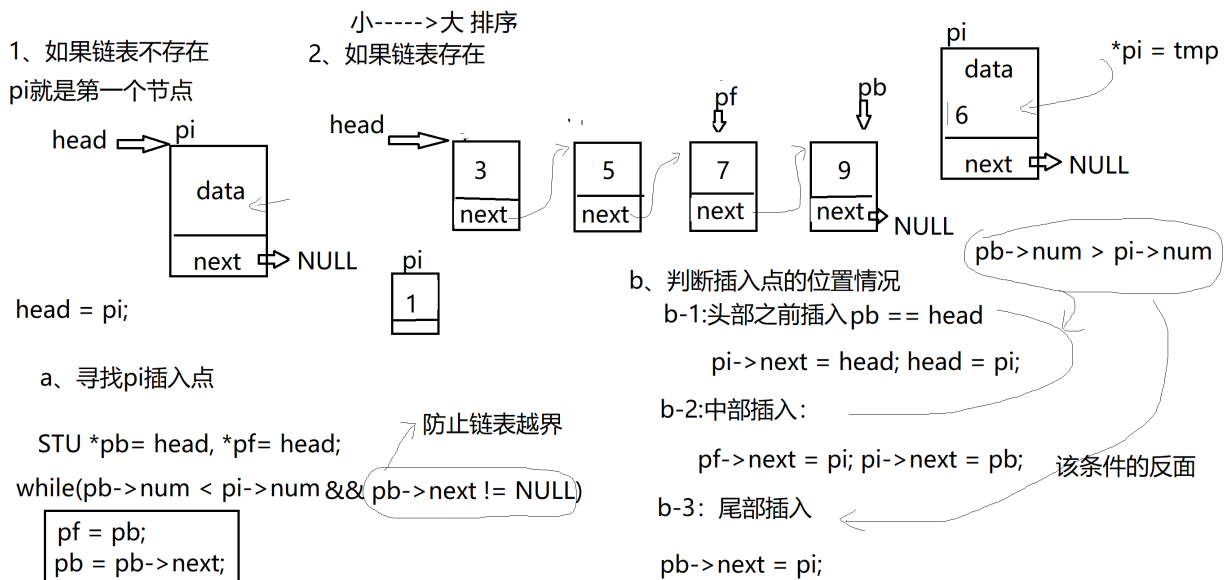 小----->大 排序
1、如果链表不存在
pi就是第一个节点
head
pi
data
next
NULL
head = pi;
2、如果链表存在
head
3
next
5
next
pf
7
next
pb
9
next
NULL
pi
data
6
next
NULL
*pi = tmp
pi
1
a、寻找pi插入点
STU *pb= head, *pf= head;
防止链表越界
while(pb->num < pi->num && pb->next != NULL)
pf = pb;
pb = pb->next;
pb->num > pi->num
b、判断插入点的位置情况
b-1:头部之前插入 pb == head
pi->next = head; head = pi;
b-2:中部插入：
pf->next = pi; pi->next = pb;
该条件的反面
b-3：尾部插入
pb->next = pi;